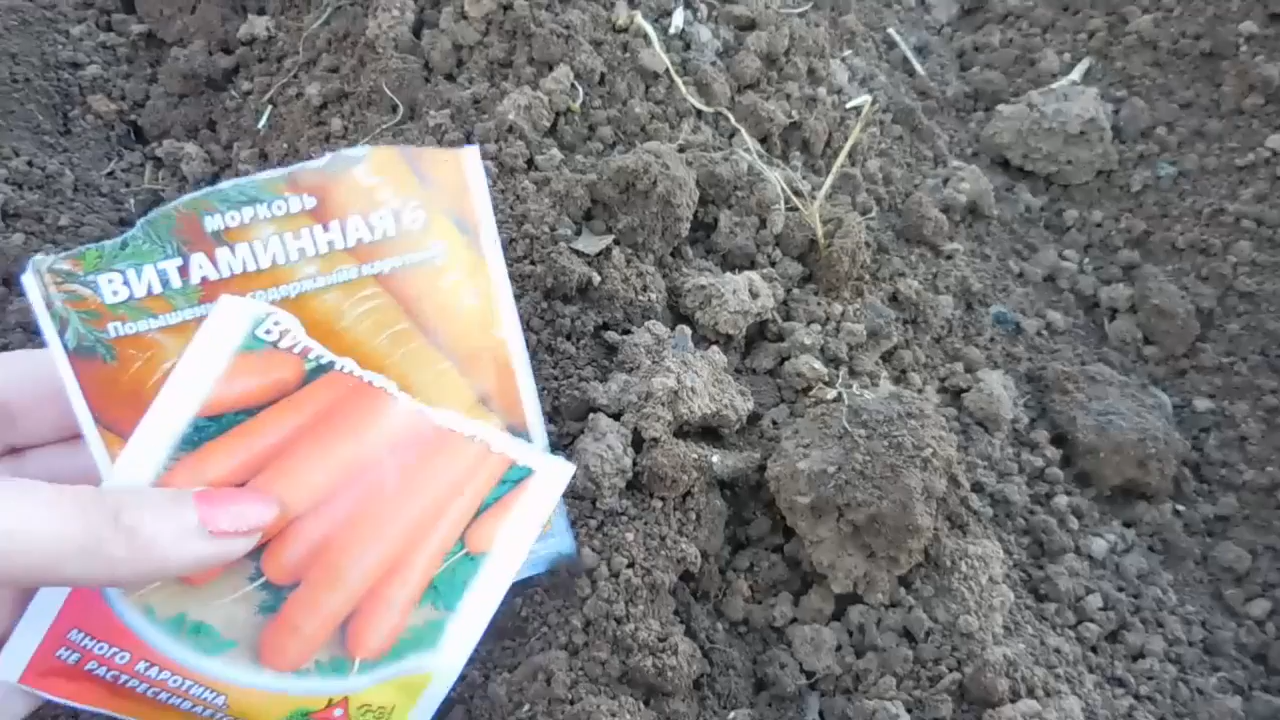 МОРКОВЬ
ВИТАМИННАЯ 6
Повышенное содержание каротина
МНОГО КАРОТИНА,
НЕ РАСТРЕСКИВАЕТСЯ